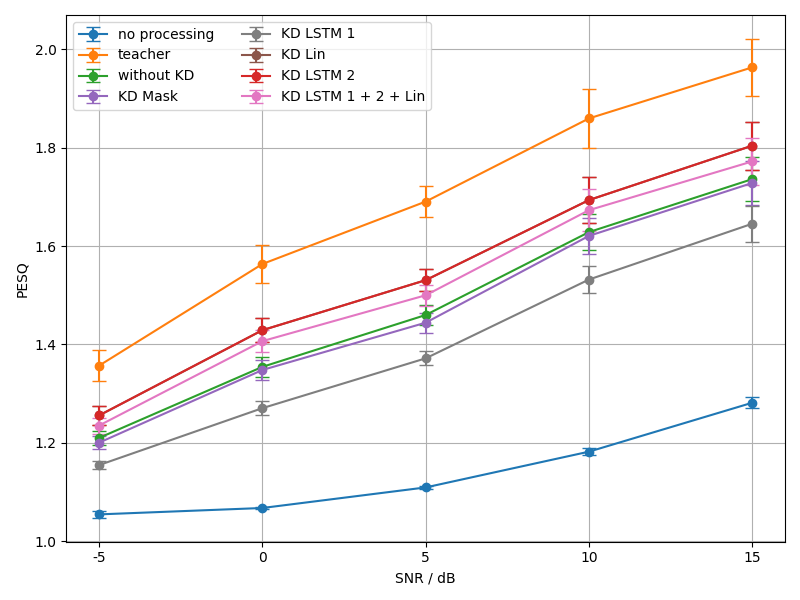 no processing
teacher
without KD
KD Mask
KD LSTM 1
KD Lin
KD LSTM 2
KD LSTM 1 + 2 + Lin
PESQ
2.0
1.8
1.6
1.4
1.2
1.0
-5 0 5 10 15
SNR / dB